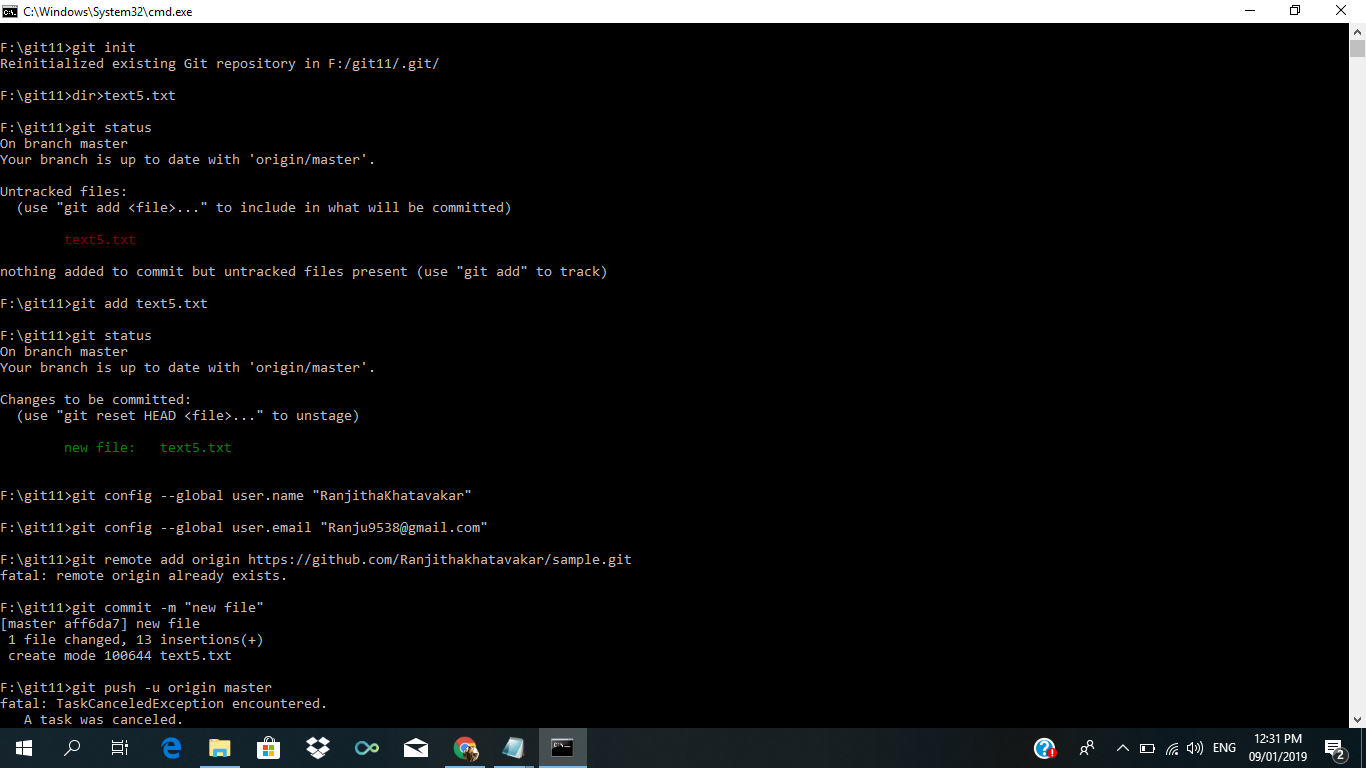 C:\Windows\System32\cmd.exe
F:\git11>git init
Reinitialized existing Git repository in F:/git11/.git/
F:\git11>dir>text5.txt
F:\git11>git status
On branch master
Your branch is up to date with 'origin/master'.
Untracked files:
(use "git add <file>..." to include in what will be committed)
text5.txt
nothing added to commit but untracked files present (use "git add" to track)
F:\git11>git add text5.txt
F:\git11>git status
On branch master
Your branch is up to date with 'origin/master'.
Changes to be committed:
(use "git reset HEAD <file>..." to unstage)
new file:   text5.txt
F:\git11>git config --global user.name "RanjithaKhatavakar"
F:\git11>git config --global user.email "Ranju9538@gmail.com"
F:\git11>git remote add origin https://github.com/Ranjithakhatavakar/sample.git
fatal: remote origin already exists.
F:\git11>git commit -m "new file"
[master aff6da7] new file
1 file changed, 13 insertions(+)
create mode 100644 text5.txt
F:\git11>git push -u origin master
fatal: TaskCanceledException encountered.
A task was canceled.
ENG
12:31 PM
09/01/2019
2